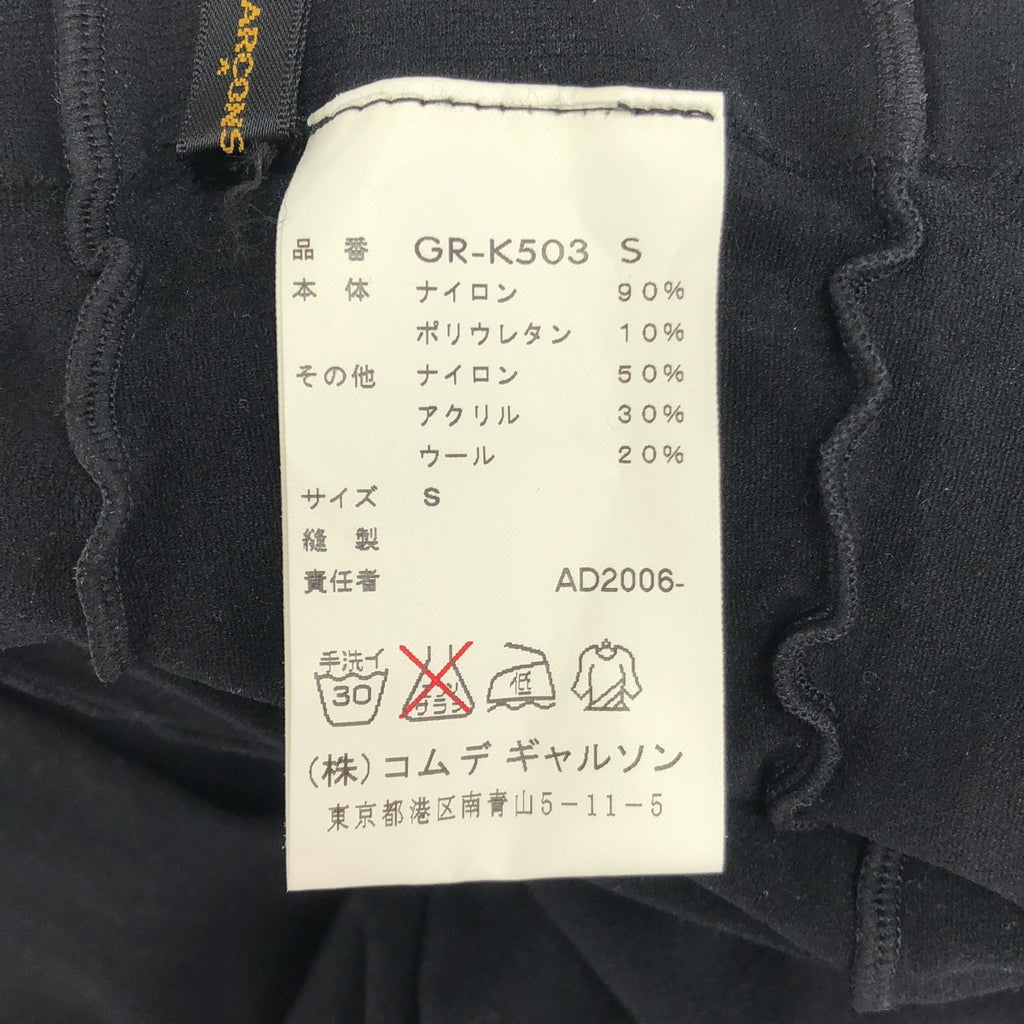 ARÇONS
品番 GR-K503 S
本体 ナイロン 90%
ポリウレタン 10%
その他 ナイロン 50%
アクリル 30%
ウール 20%
サイズ S
縫製
責任者 AD2006-
手洗イ
30
低
(株)コム デ ギャルソン
東京都港区南青山5-11-5